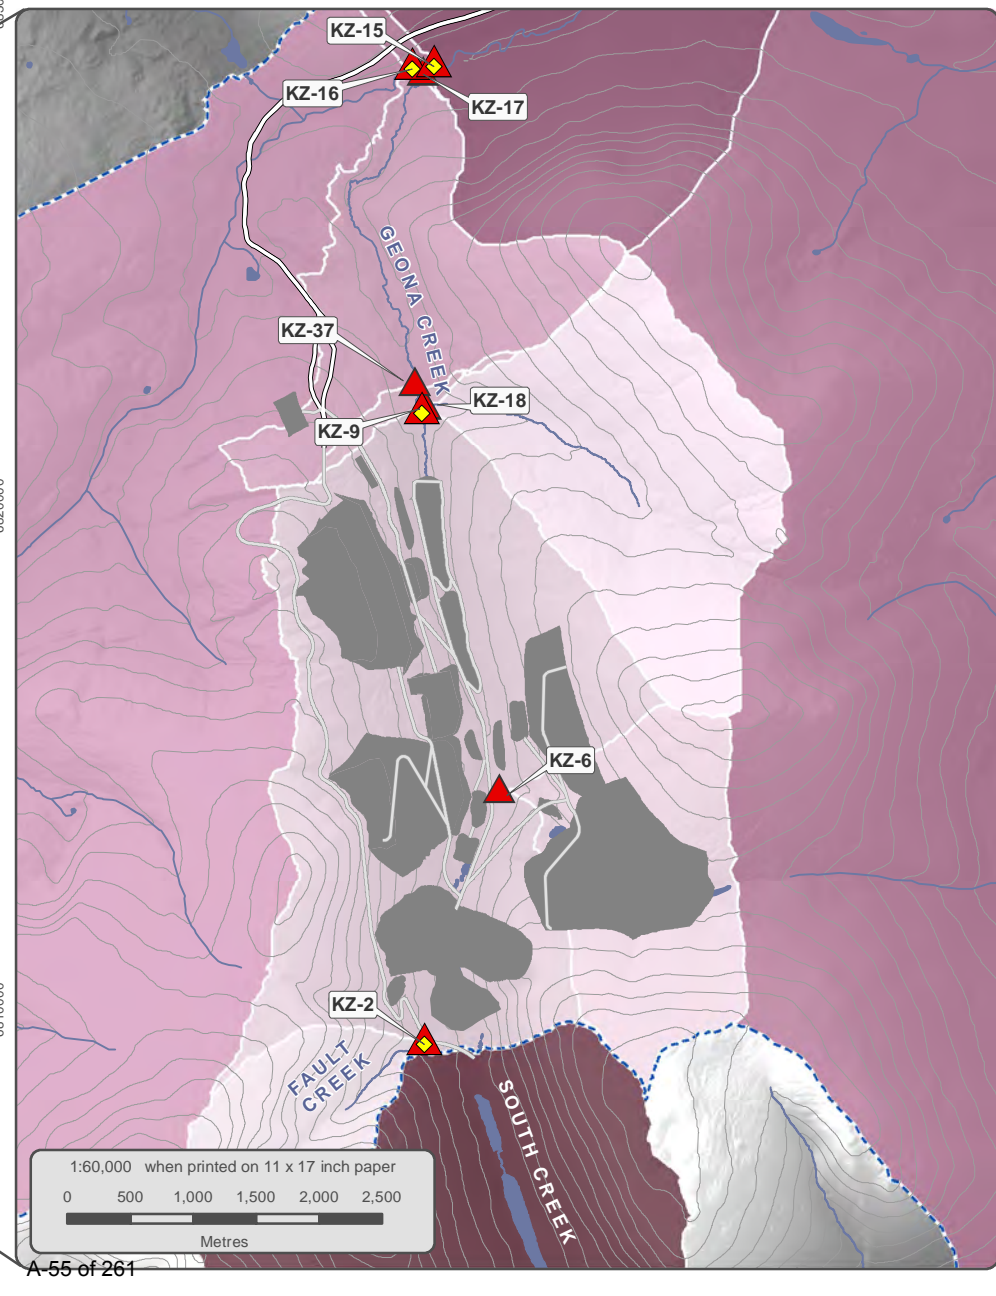 KZ-15
KZ-16
KZ-17
GEONA CREEK
KZ-37
KZ-18
KZ-9
KZ-6
KZ-2
FAULT
CREEK
SOUTH CREEK
1:60,000 when printed on 11 x 17 inch paper
0 500 1,000 1,500 2,000 2,500
Metres
A-55 of 261